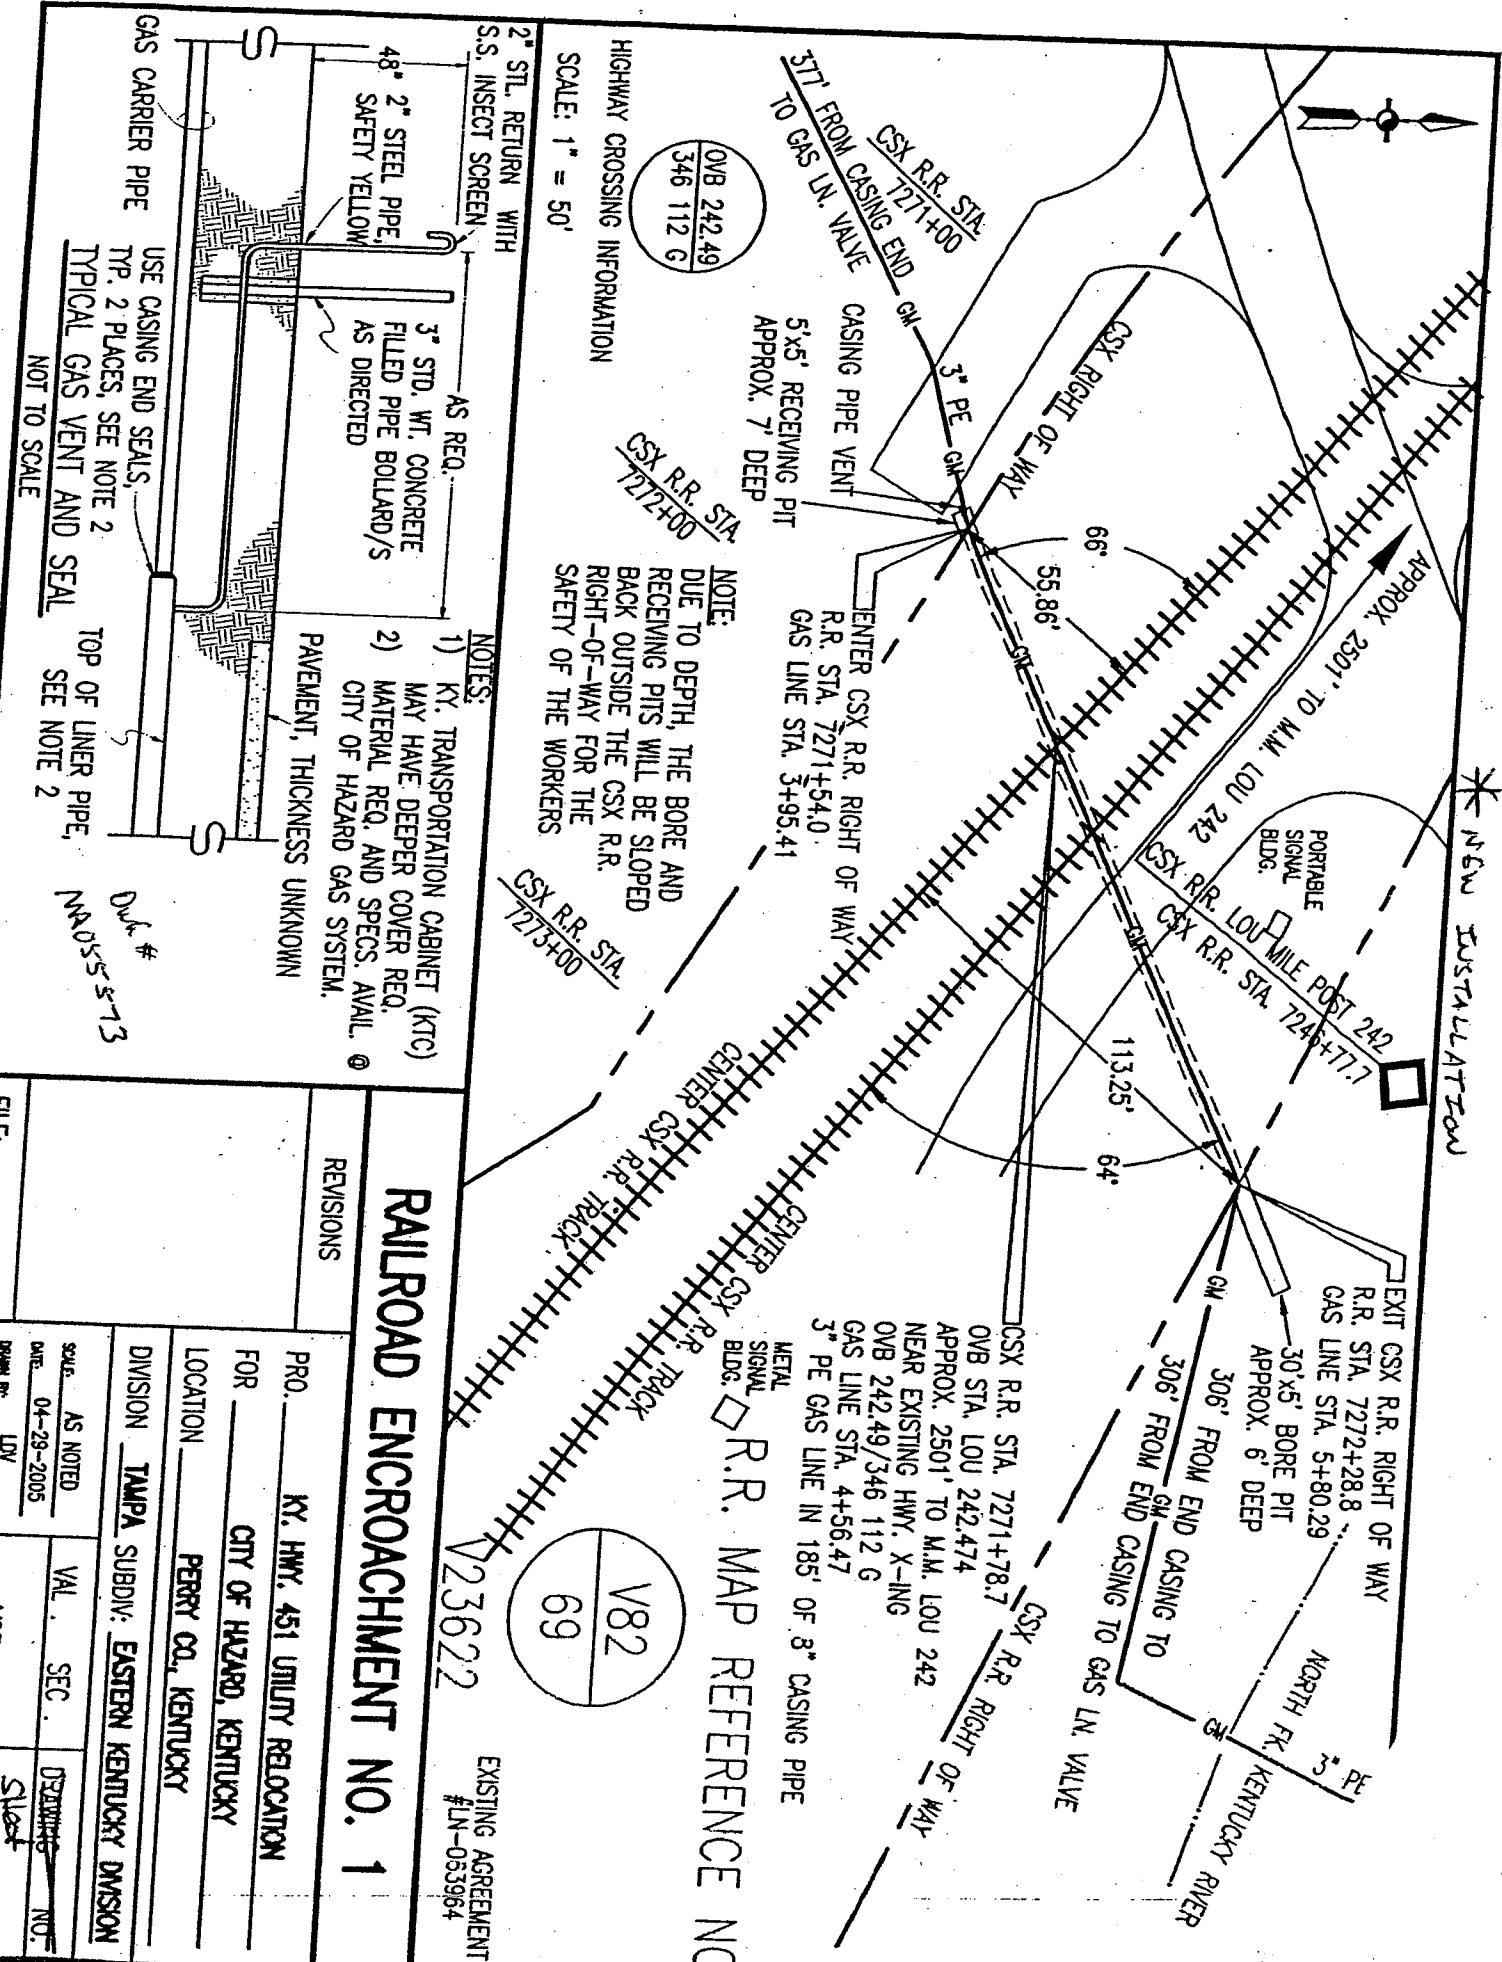 * NEW INSTALLATION
377' FROM CASING END
TO GAS LN. VALVE
CSX R.R. STA.
7271+00
OVB 242.49
346 112 G
HIGHWAY CROSSING INFORMATION
SCALE: 1" = 50'
GM
3" PE
GM
CSX RIGHT OF WAY
CASING PIPE VENT
5'x5' RECEIVING PIT
APPROX. 7' DEEP
CSX R.R. STA.
7272+00
66°
55.86'
GM
ENTER CSX R.R. RIGHT OF WAY
R.R. STA. 7271+54.0
GAS LINE STA. 3+95.41
APPROX. 2501' TO M.M. LOU 242
PORTABLE
SIGNAL
BLDG.
CSX R.R. LOU MILE POST 242
CSX R.R. STA. 7246+77.7
GM
113.25'
64°
NOTE:
DUE TO DEPTH, THE BORE AND
RECEIVING PITS WILL BE SLOPED
BACK OUTSIDE THE CSX R.R.
RIGHT-OF-WAY FOR THE
SAFETY OF THE WORKERS
CSX R.R. STA.
7273+00
CENTER CSX R.R. TRACK
CENTER CSX R.R. TRACK
EXIT CSX R.R. RIGHT OF WAY
R.R. STA. 7272+28.8
GAS LINE STA. 5+80.29
30'x5' BORE PIT
APPROX. 6' DEEP
GM
306' FROM END CASING TO
GM
306' FROM END CASING TO GAS LN. VALVE
GM
3" PE
NORTH FK. KENTUCKY RIVER
CSX R.R. RIGHT OF WAY
CSX R.R. STA. 7271+78.7
OVB STA. LOU 242.474
APPROX. 2501' TO M.M. LOU 242
NEAR EXISTING HWY. X-ING
OVB 242.49/346 112 G
GAS LINE STA. 4+56.47
3" PE GAS LINE IN 185' OF 8" CASING PIPE
METAL
SIGNAL
BLDG.
R.R. MAP REFERENCE NO
V82
69
V23622
EXISTING AGREEMENT
#LN-053964
2" STL. RETURN WITH
S.S. INSECT SCREEN
48"
2" STEEL PIPE,
SAFETY YELLOW
GAS CARRIER PIPE
AS REQ.
3" STD. WT. CONCRETE
FILLED PIPE BOLLARD/S
AS DIRECTED
USE CASING END SEALS,
TYP. 2 PLACES, SEE NOTE 2
TYPICAL GAS VENT AND SEAL
NOT TO SCALE
PAVEMENT, THICKNESS UNKNOWN
TOP OF LINER PIPE,
SEE NOTE 2
NOTES:
1) KY. TRANSPORTATION CABINET (KTC)
MAY HAVE DEEPER COVER REQ.
2) MATERIAL REQ. AND SPECS. AVAIL. @
CITY OF HAZARD GAS SYSTEM.
Dwg. #
MA055573
RAILROAD ENCROACHMENT NO. 1
REVISIONS
PRO. KY. HWY. 451 UTILITY RELOCATION
FOR CITY OF HAZARD, KENTUCKY
LOCATION PERRY CO., KENTUCKY
DIVISION TAMPA SUBDIV: EASTERN KENTUCKY DIVISION
SCALE: AS NOTED
DATE: 04-29-2005
DRAWN BY: LDV
VAL. SEC.
DRAWING NO.
Sheet
FILE: